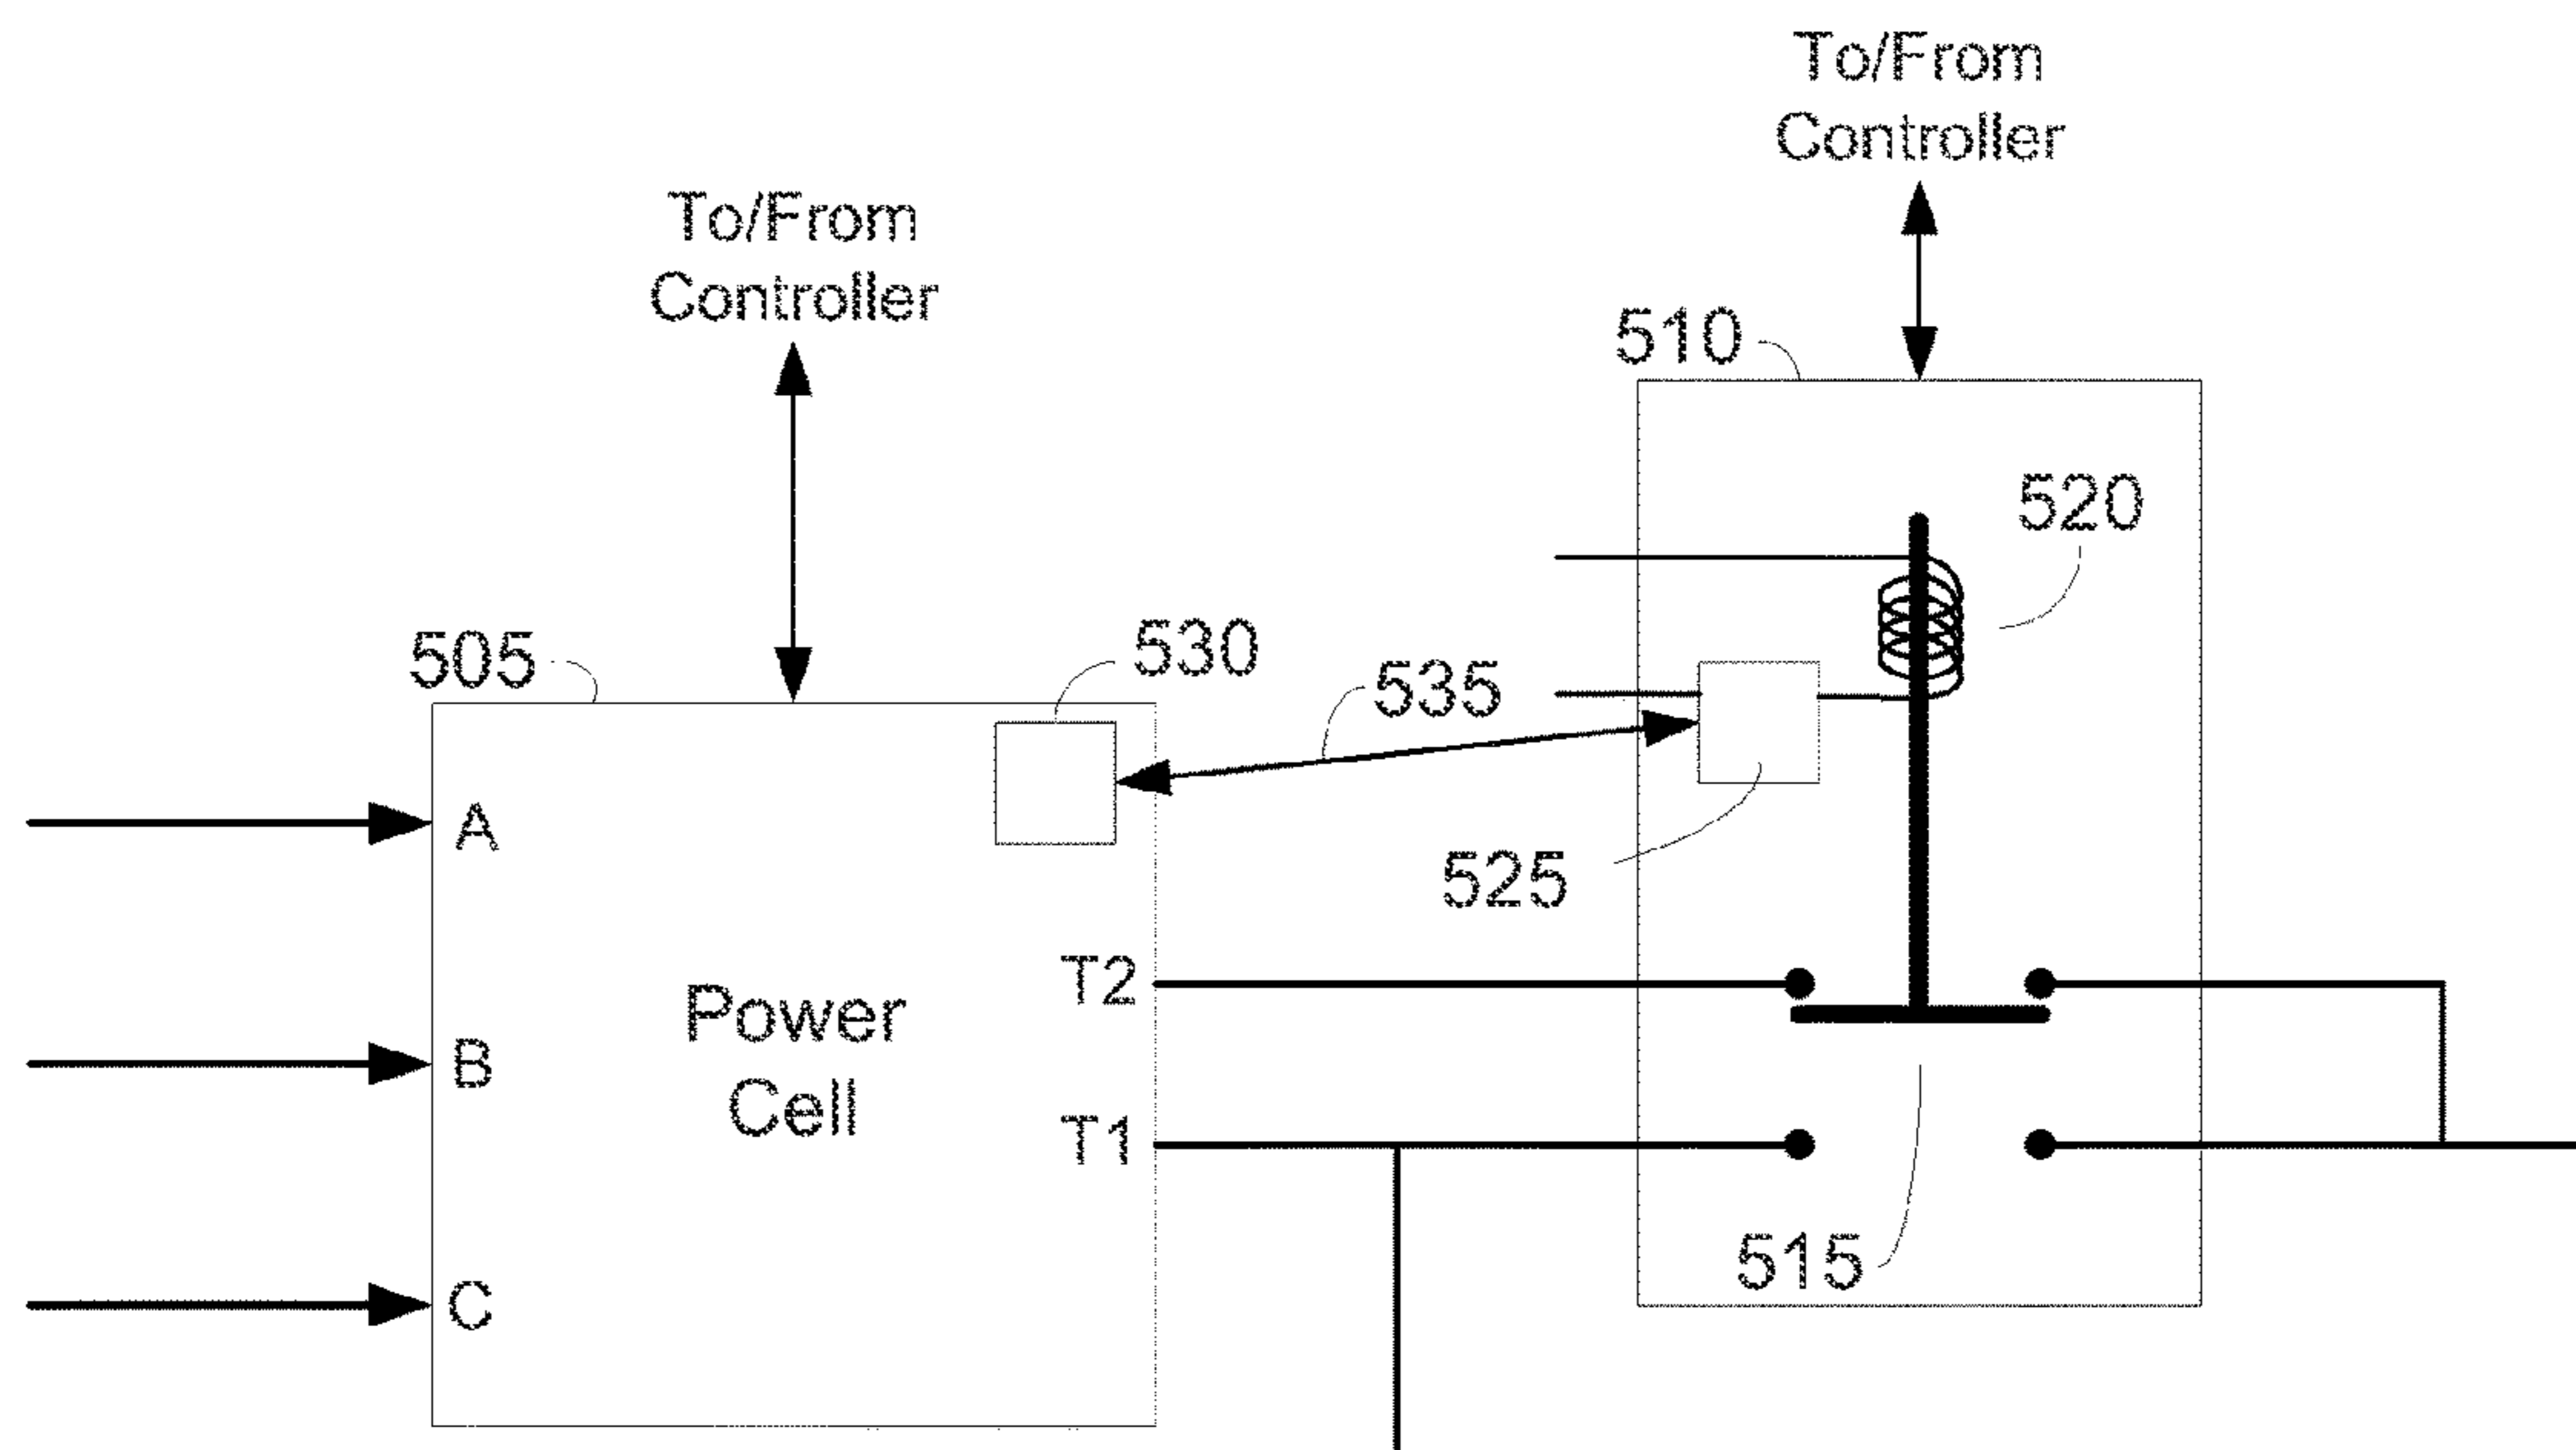 To/From
Controller
To/From
Controller
510
520
505
530
535
525
A
B
C
T2
T1
Power
Cell
515